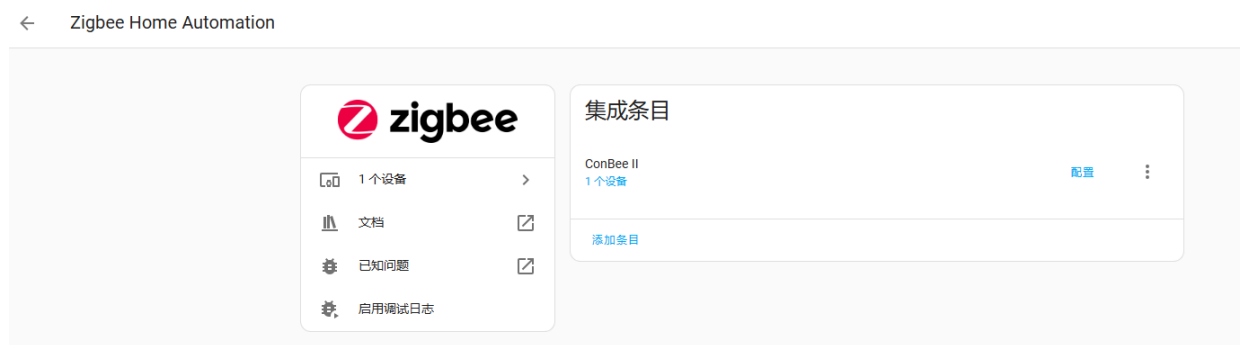 Zigbee Home Automation
zigbee
1 个设备
文档
已知问题
启用调试日志
集成条目
ConBee II
1 个设备
配置
添加条目